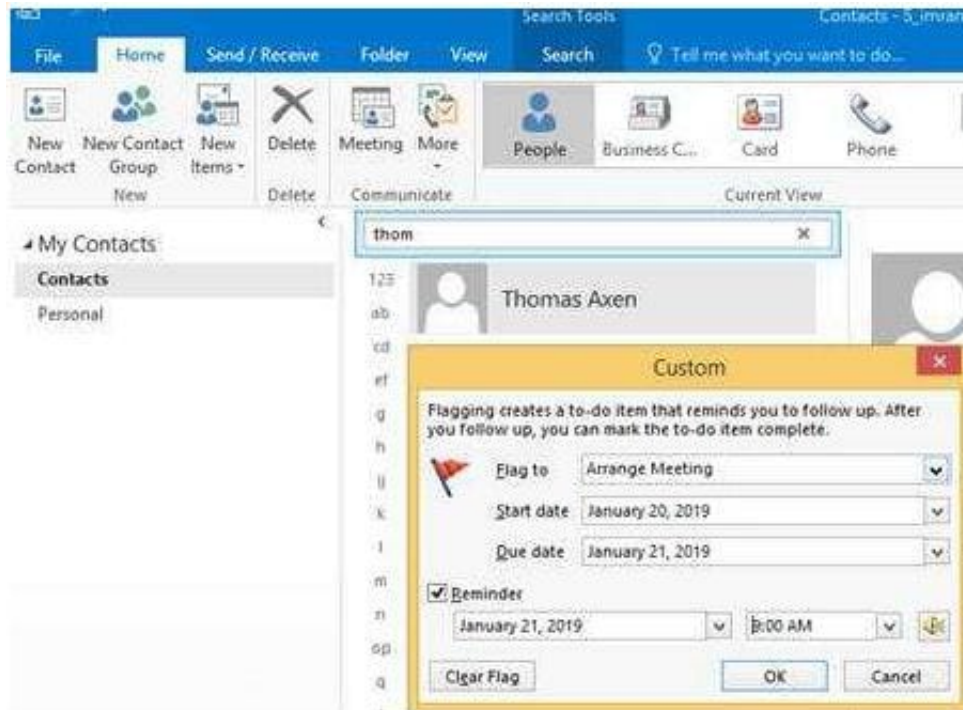 Search Tools
Contacts -
File Home Send / Receive Folder View Search Tell me what you want to do...
New Contact New Contact Group New Items Delete Meeting More People Business C... Card Phone
New Delete Communicate Current View
My Contacts
Contacts
Personal
thom
123
ab
cd
ef
g
h
ij
k
l
m
n
op
q
Thomas Axen
Custom
Flagging creates a to-do item that reminds you to follow up. After
you follow up, you can mark the to-do item complete.
Flag to Arrange Meeting
Start date January 20, 2019
Due date January 21, 2019
Reminder
January 21, 2019 9:00 AM
Clear Flag OK Cancel